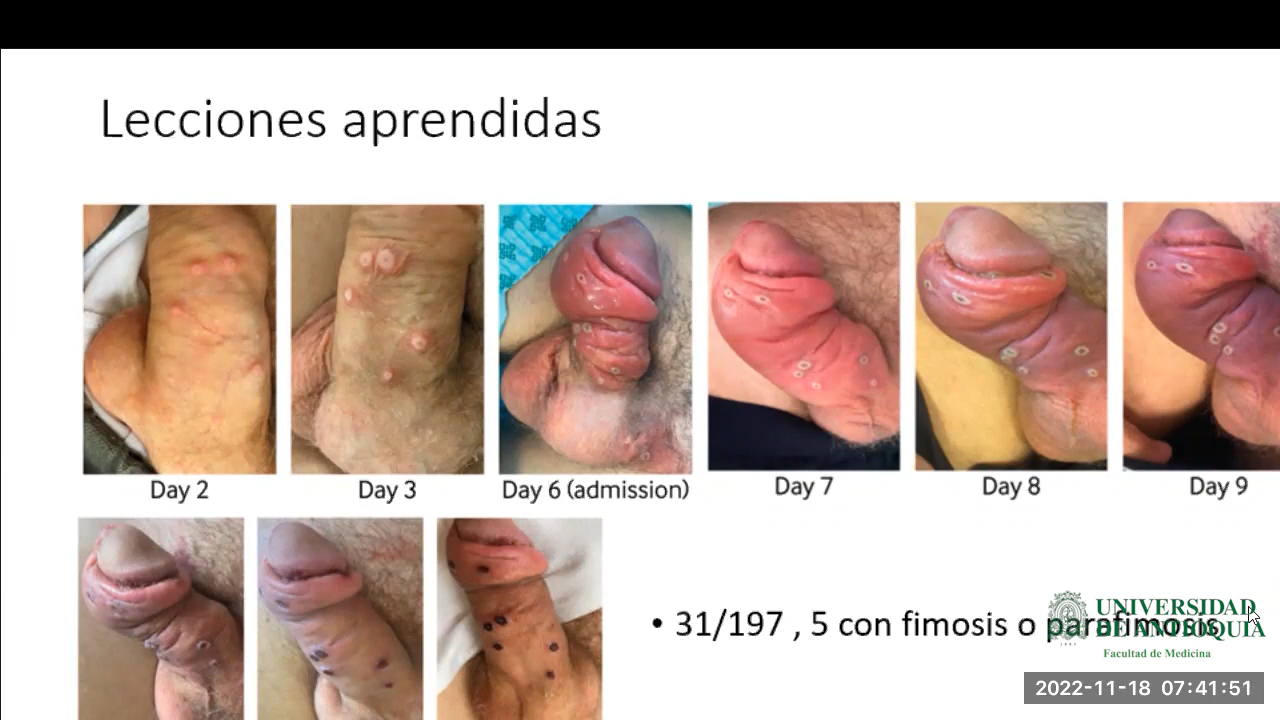 Lecciones aprendidas
Day 2
Day 3
Day 6 (admission)
Day 7
Day 8
Day 9
• 31/197 , 5 con fimosis o parafimosis
UNIVERSIDAD
DE ANTIOQUIA
Facultad de Medicina
2022-11-18 07:41:51